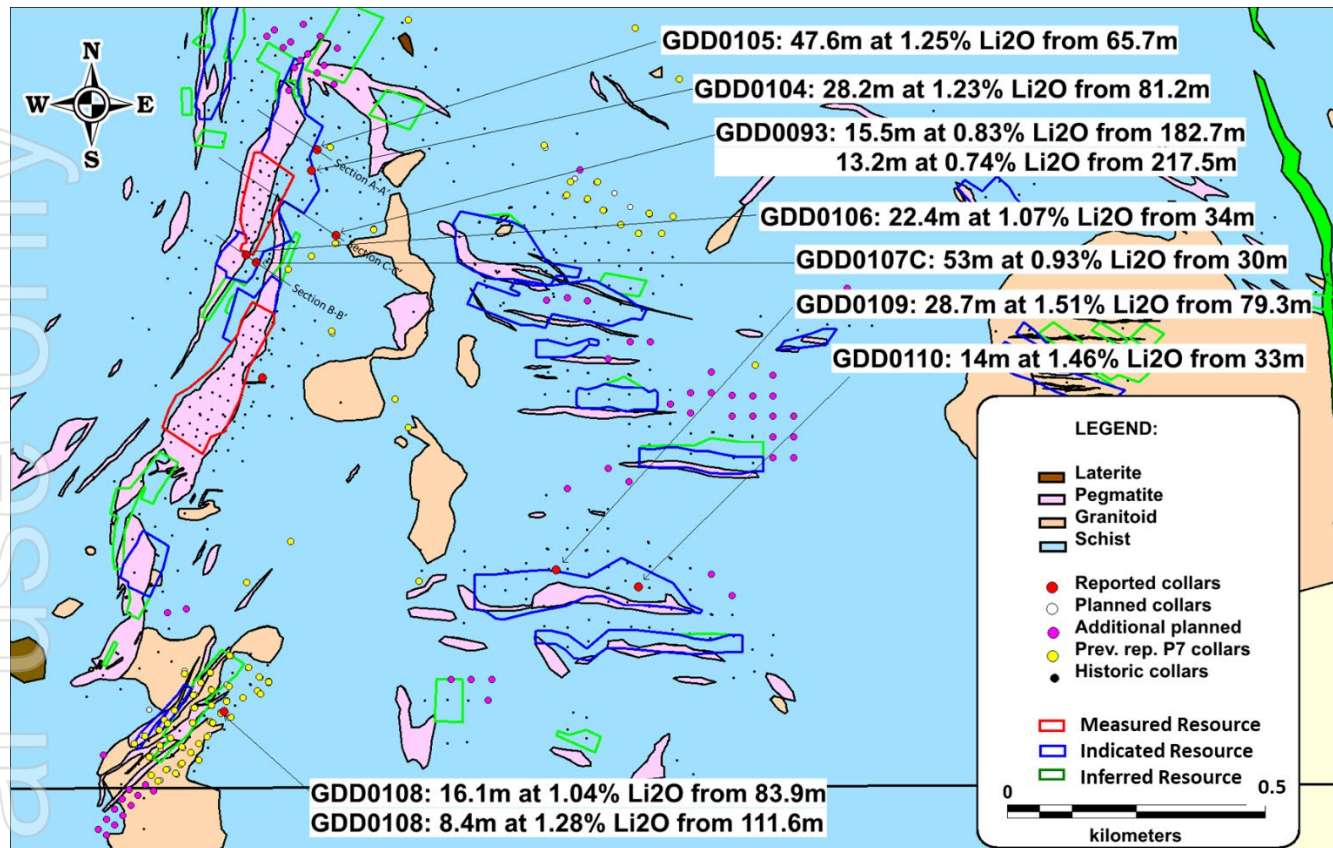 GDD0105: 47.6m at 1.25% Li2O from 65.7m
GDD0104: 28.2m at 1.23% Li2O from 81.2m
GDD0093: 15.5m at 0.83% Li2O from 182.7m
13.2m at 0.74% Li2O from 217.5m
GDD0106: 22.4m at 1.07% Li2O from 34m
GDD0107C: 53m at 0.93% Li2O from 30m
GDD0109: 28.7m at 1.51% Li2O from 79.3m
GDD0110: 14m at 1.46% Li2O from 33m
N
W
E
S
Section A-A'
Section C-C'
Section B-B'
LEGEND:
Laterite
Pegmatite
Granitoid
Schist
Reported collars
Planned collars
Additional planned
Prev. rep. P7 collars
Historic collars
Measured Resource
Indicated Resource
Inferred Resource
0
0.5
kilometers
GDD0108: 16.1m at 1.04% Li2O from 83.9m
GDD0108: 8.4m at 1.28% Li2O from 111.6m
use only